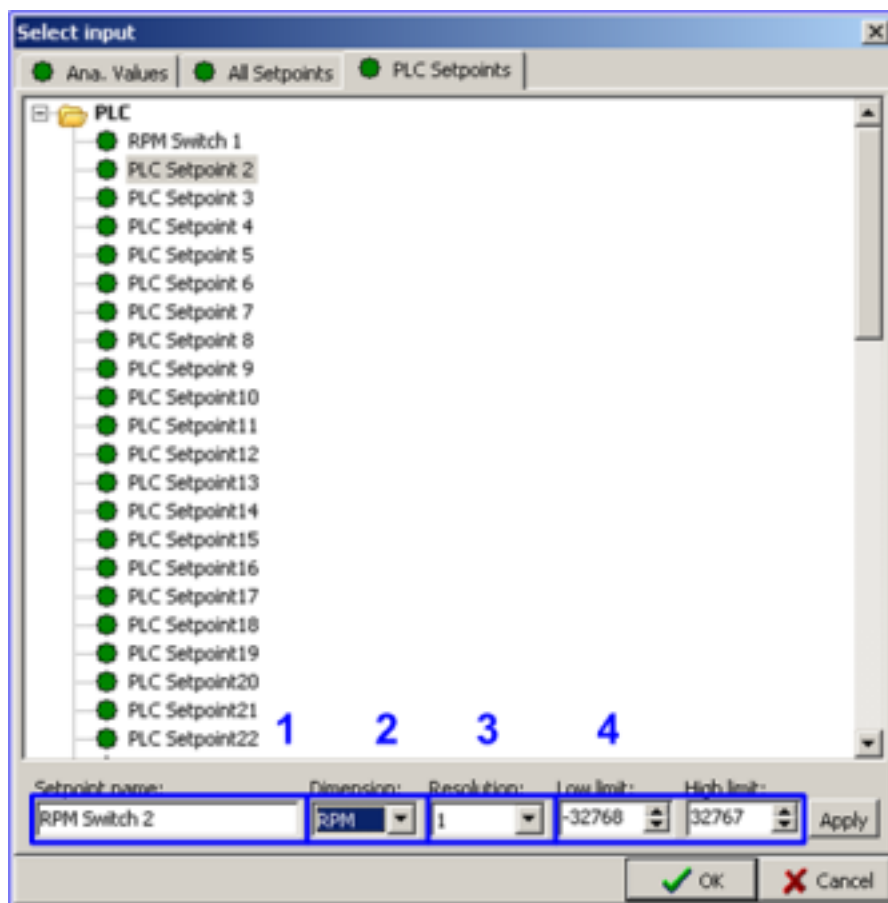 Select input
Ana. Values All Setpoints PLC Setpoints
PLC
RPM Switch 1
PLC Setpoint 2
PLC Setpoint 3
PLC Setpoint 4
PLC Setpoint 5
PLC Setpoint 6
PLC Setpoint 7
PLC Setpoint 8
PLC Setpoint 9
PLC Setpoint10
PLC Setpoint11
PLC Setpoint12
PLC Setpoint13
PLC Setpoint14
PLC Setpoint15
PLC Setpoint16
PLC Setpoint17
PLC Setpoint18
PLC Setpoint19
PLC Setpoint20
PLC Setpoint21
PLC Setpoint22
1 2 3 4
Setpoint name: Dimension: Resolution: Low limit: High limit:
RPM Switch 2 RPM 1 -32768 32767 Apply
OK Cancel